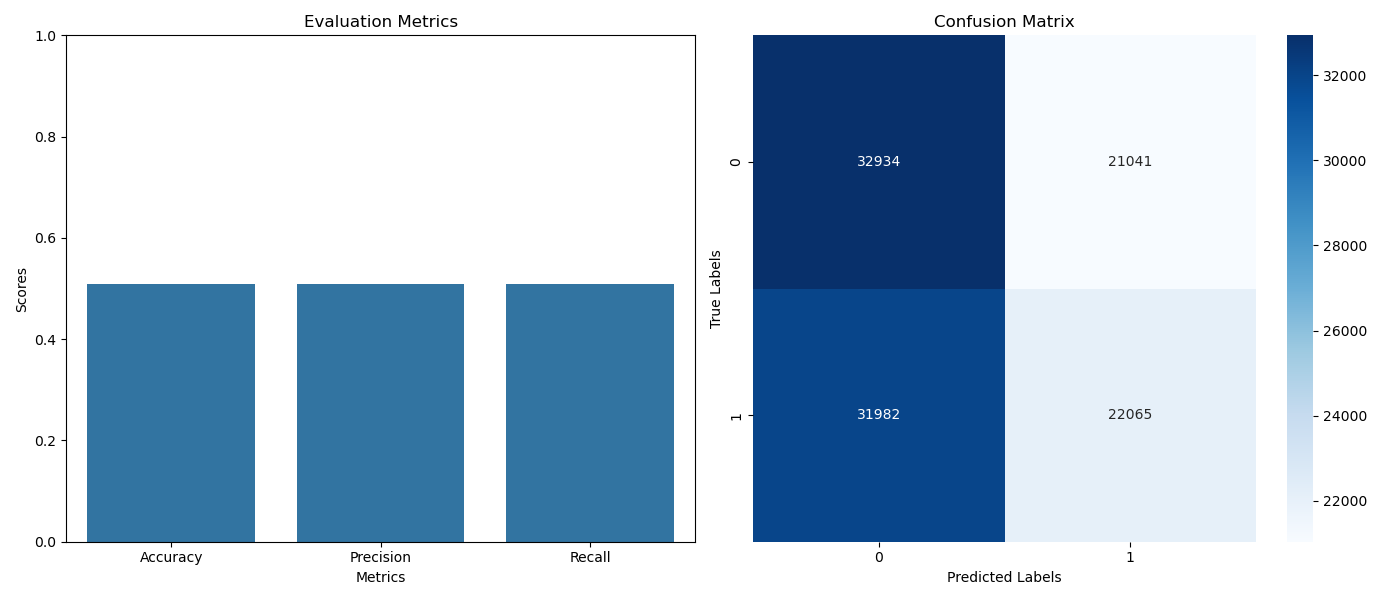 Evaluation Metrics
1.0
0.8
0.6
0.4
0.2
0.0
Scores
Accuracy Precision Recall
Metrics
Confusion Matrix
True Labels
0
1
32934 21041
31982 22065
0 1
Predicted Labels
32000
30000
28000
26000
24000
22000